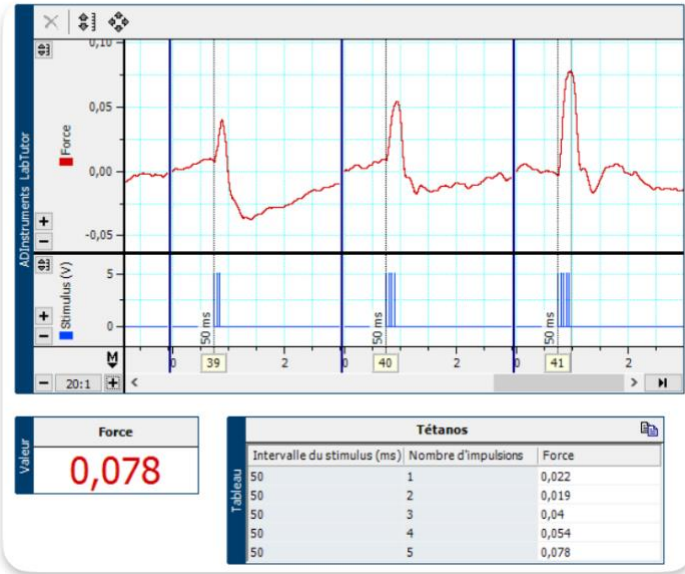 0,10
0,05
0,00
-0,05
Force
ADInstruments LabTutor
5
0
Stimulus (V)
50 ms
50 ms
50 ms
M
0 39 2 0 40 2 0 41 2
20:1
Valeur
Force
0,078
Tableau
Tétanos
Intervalle du stimulus (ms) Nombre d'impulsions Force
50 1 0,022
50 2 0,019
50 3 0,04
50 4 0,054
50 5 0,078